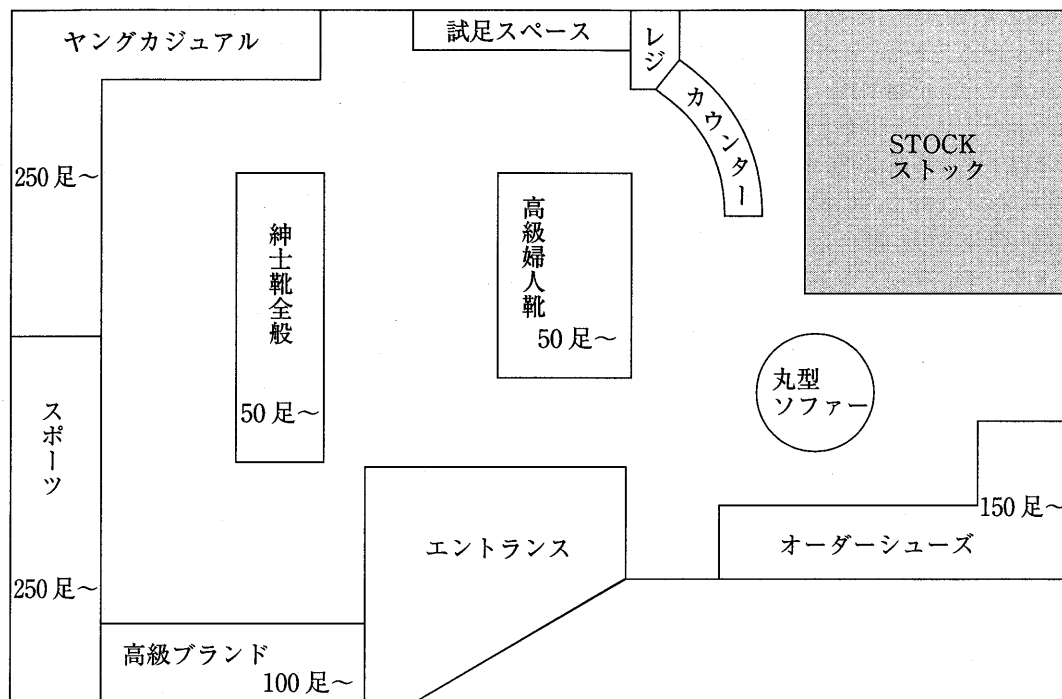 ヤングカジュアル
250足～
試足スペース
レジ
カウンター
STOCK
ストック
紳士靴全般
50足～
高級婦人靴
50足～
丸型
ソファー
スポーツ
250足～
エントランス
150足～
オーダーシューズ
高級ブランド
100足～